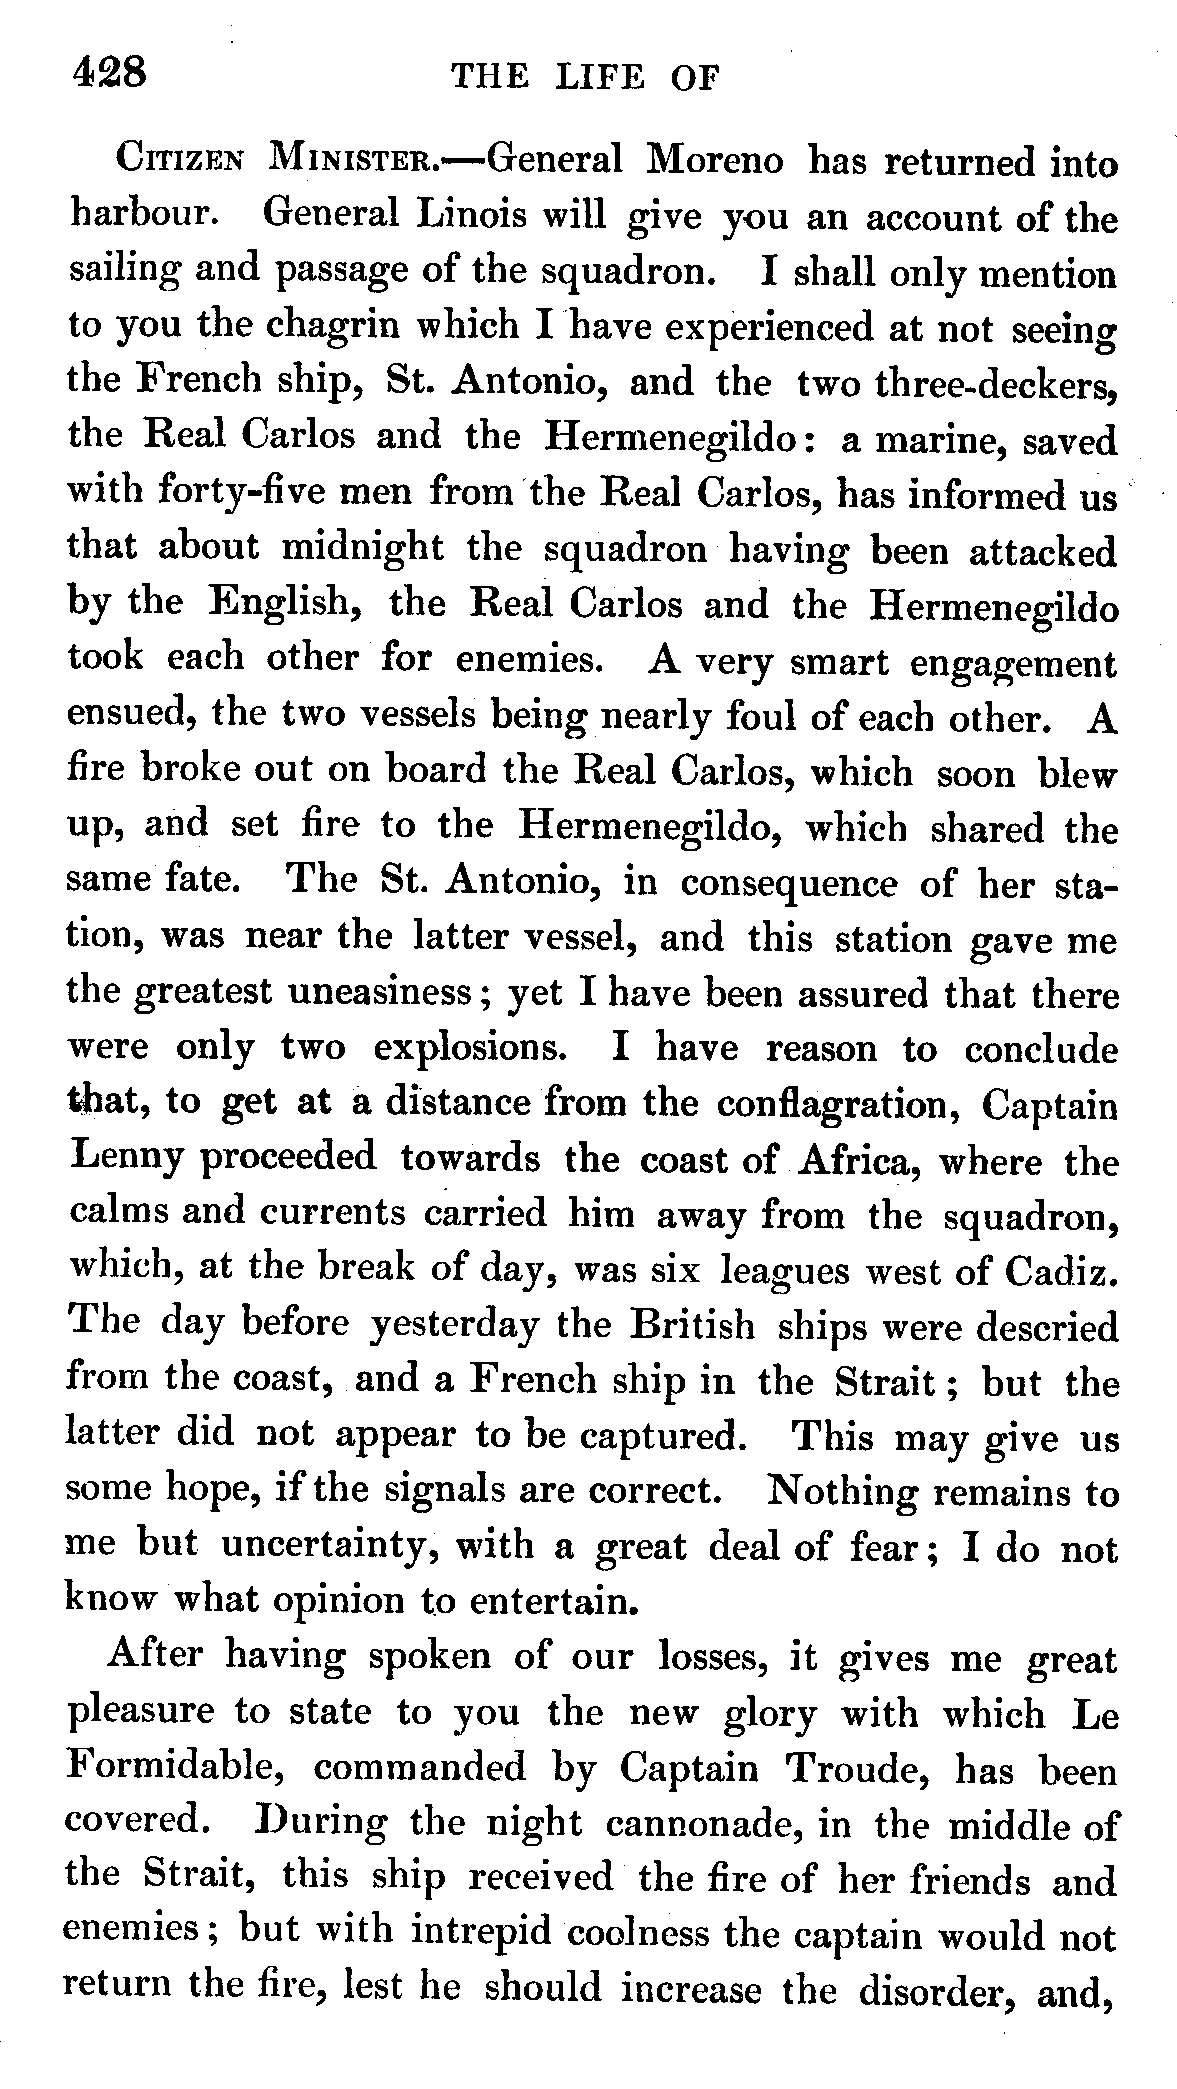 428 THE LIFE OF
CITIZEN MINISTER.—General Moreno has returned into
harbour. General Linois will give you an account of the
sailing and passage of the squadron. I shall only mention
to you the chagrin which I have experienced at not seeing
the French ship, St. Antonio, and the two three-deckers,
the Real Carlos and the Hermenegildo: a marine, saved
with forty-five men from the Real Carlos, has informed us
that about midnight the squadron having been attacked
by the English, the Real Carlos and the Hermenegildo
took each other for enemies. A very smart engagement
ensued, the two vessels being nearly foul of each other. A
fire broke out on board the Real Carlos, which soon blew
up, and set fire to the Hermenegildo, which shared the
same fate. The St. Antonio, in consequence of her sta-
tion, was near the latter vessel, and this station gave me
the greatest uneasiness; yet I have been assured that there
were only two explosions. I have reason to conclude
that, to get at a distance from the conflagration, Captain
Lenny proceeded towards the coast of Africa, where the
calms and currents carried him away from the squadron,
which, at the break of day, was six leagues west of Cadiz.
The day before yesterday the British ships were descried
from the coast, and a French ship in the Strait; but the
latter did not appear to be captured. This may give us
some hope, if the signals are correct. Nothing remains to
me but uncertainty, with a great deal of fear; I do not
know what opinion to entertain.
After having spoken of our losses, it gives me great
pleasure to state to you the new glory with which Le
Formidable, commanded by Captain Troude, has been
covered. During the night cannonade, in the middle of
the Strait, this ship received the fire of her friends and
enemies; but with intrepid coolness the captain would not
return the fire, lest he should increase the disorder, and,